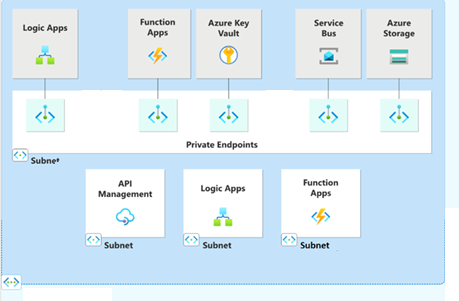 Logic Apps
Function
Apps
Azure Key
Vault
Service
Bus
Azure
Storage
Private Endpoints
Subnet
API
Management
Logic Apps
Function
Apps
Subnet
Subnet
Subnet